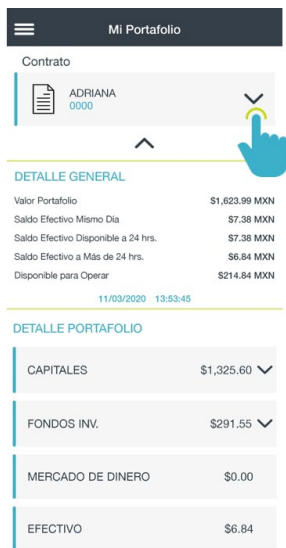 Mi Portafolio
Contrato
ADRIANA
0000
DETALLE GENERAL
Valor Portafolio $1,623.99 MXN
Saldo Efectivo Mismo Día $7.38 MXN
Saldo Efectivo Disponible a 24 hrs. $7.38 MXN
Saldo Efectivo a Más de 24 hrs. $6.84 MXN
Disponible para Operar $214.84 MXN
11/03/2020 13:53:45
DETALLE PORTAFOLIO
CAPITALES $1,325.60
FONDOS INV. $291.55
MERCADO DE DINERO $0.00
EFECTIVO $6.84